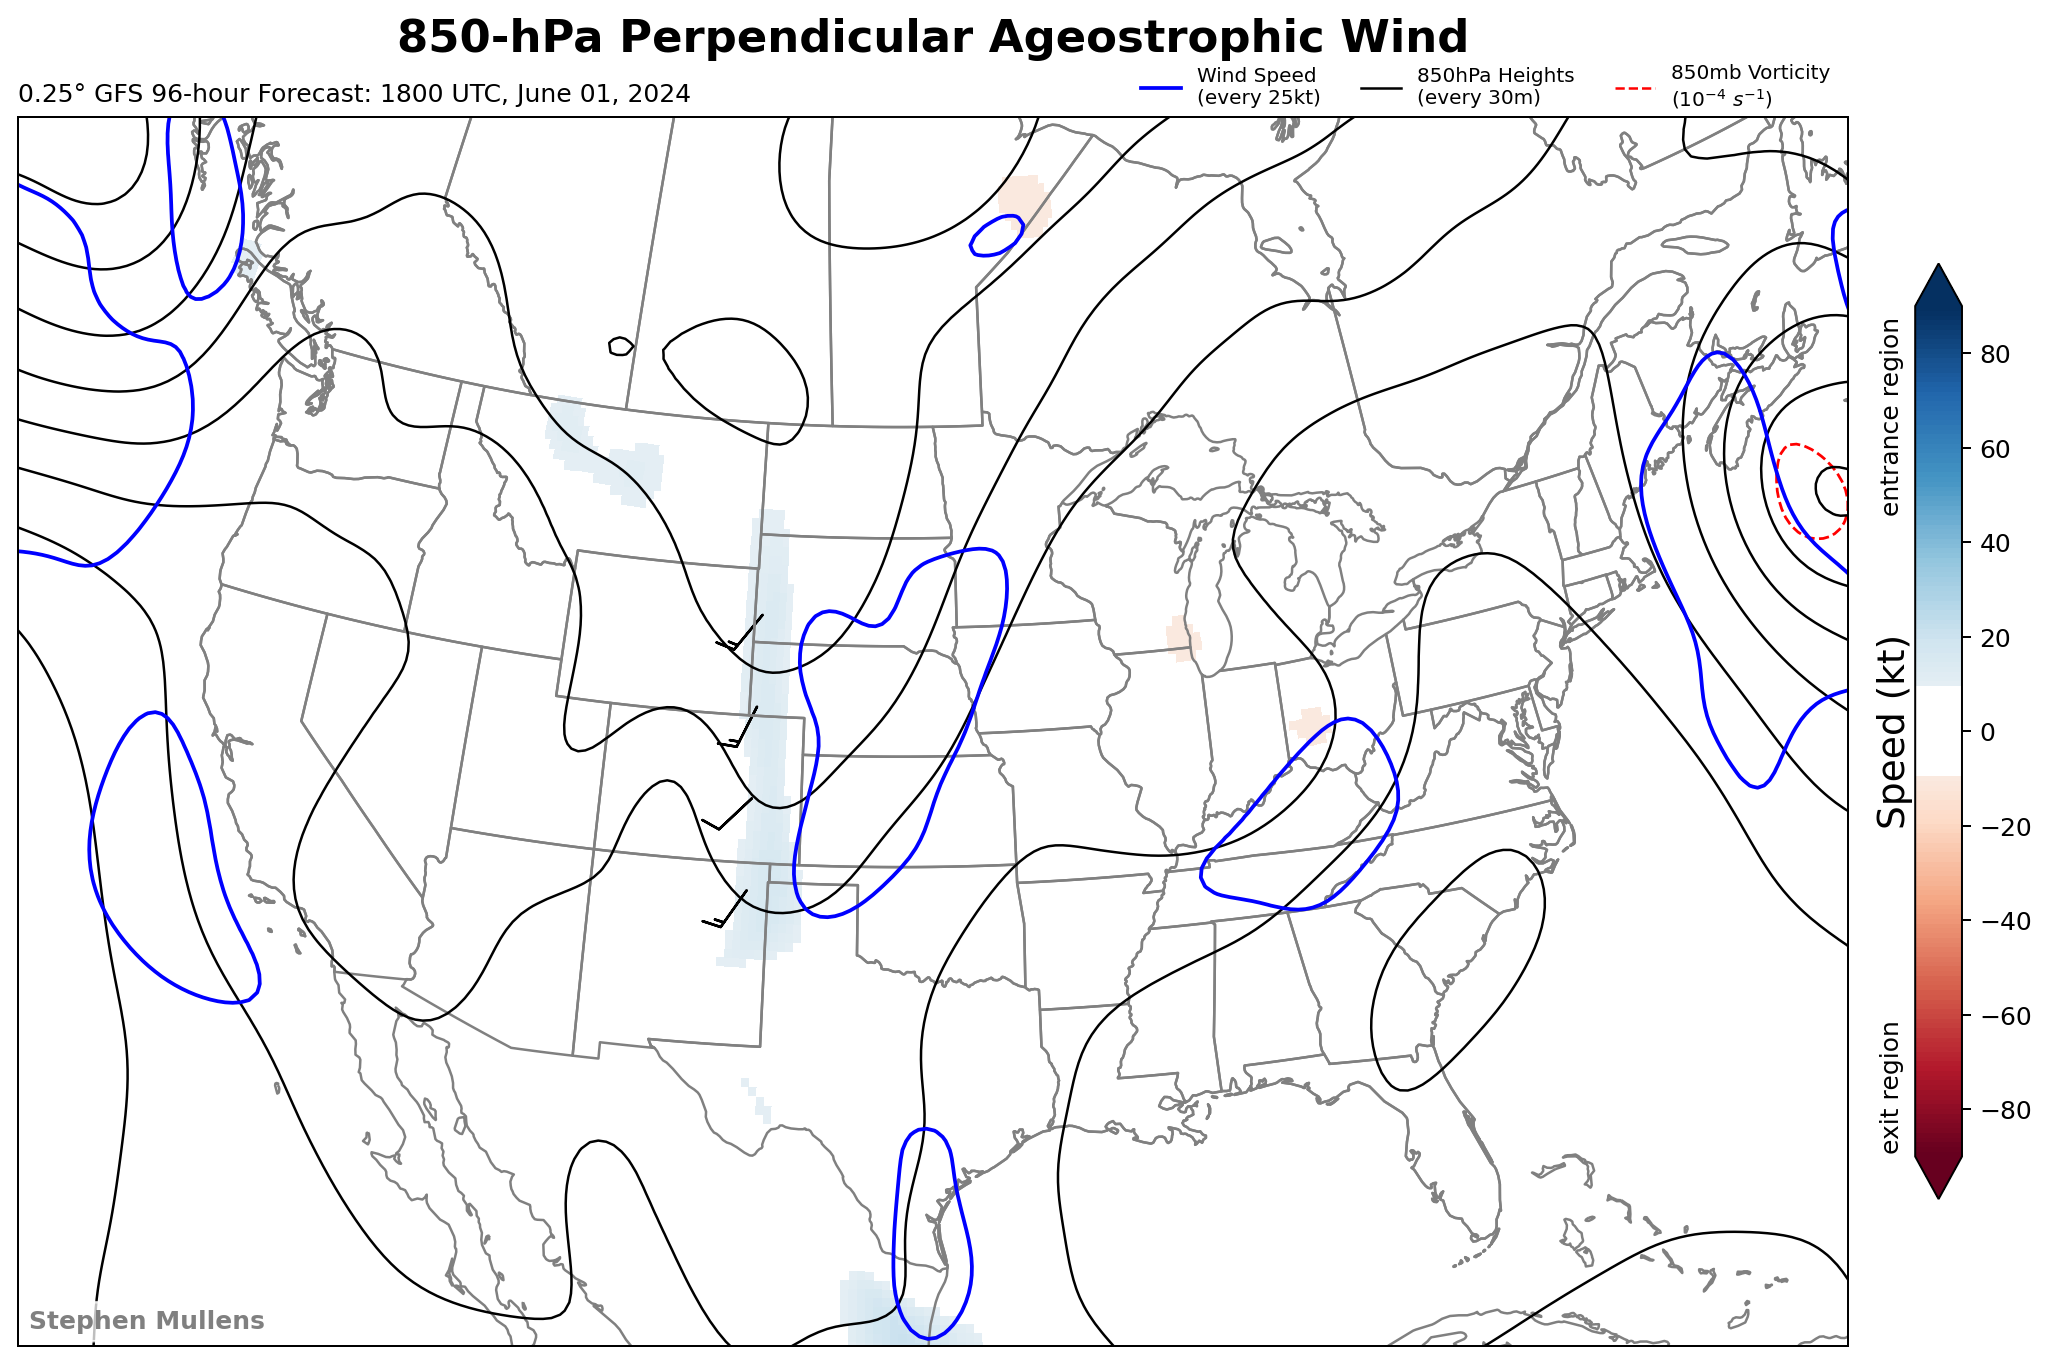 850-hPa Perpendicular Ageostrophic Wind
0.25° GFS 96-hour Forecast: 1800 UTC, June 01, 2024
Wind Speed
(every 25kt)
850hPa Heights
(every 30m)
850mb Vorticity
(10⁻⁴ s⁻¹)
entrance region
Speed (kt)
exit region
80
60
40
20
0
−20
−40
−60
−80
Stephen Mullens